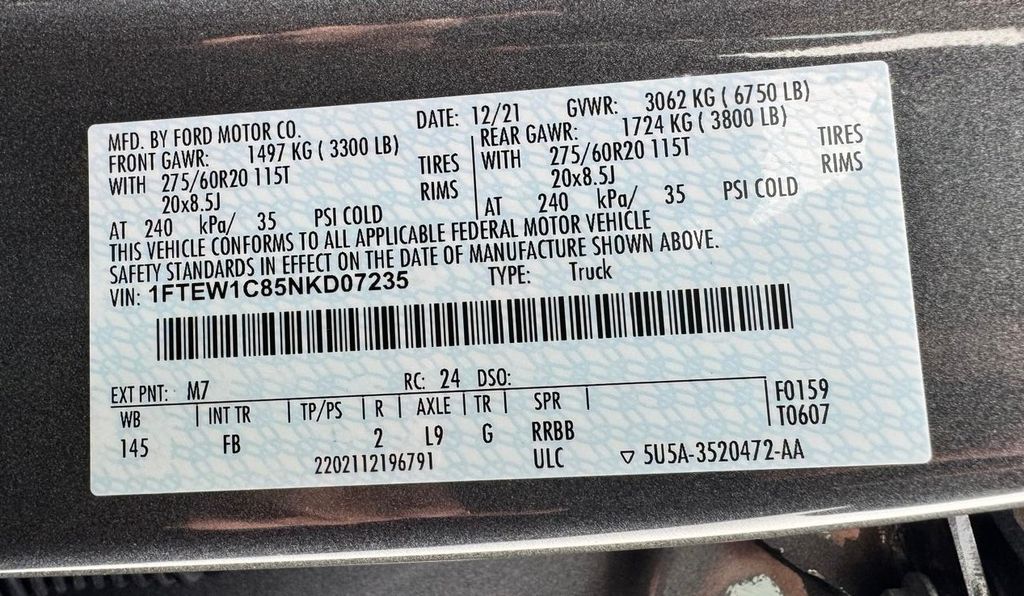 MFD. BY FORD MOTOR CO. DATE: 12/21 GVWR: 3062 KG ( 6750 LB)
FRONT GAWR: 1497 KG ( 3300 LB) REAR GAWR: 1724 KG ( 3800 LB)
WITH 275/60R20 115T TIRES WITH 275/60R20 115T TIRES
20x8.5J RIMS 20x8.5J RIMS
AT 240 kPa/ 35 PSI COLD AT 240 kPa/ 35 PSI COLD
THIS VEHICLE CONFORMS TO ALL APPLICABLE FEDERAL MOTOR VEHICLE
SAFETY STANDARDS IN EFFECT ON THE DATE OF MANUFACTURE SHOWN ABOVE.
VIN: 1FTEW1C85NKD07235 TYPE: Truck
EXT PNT: M7 RC: 24 DSO:
WB | INT TR | TP/PS | R | AXLE | TR | SPR | F0159
T0607
145 FB 2 L9 G RRBB
2202112196791 ULC ▽ 5U5A-3520472-AA